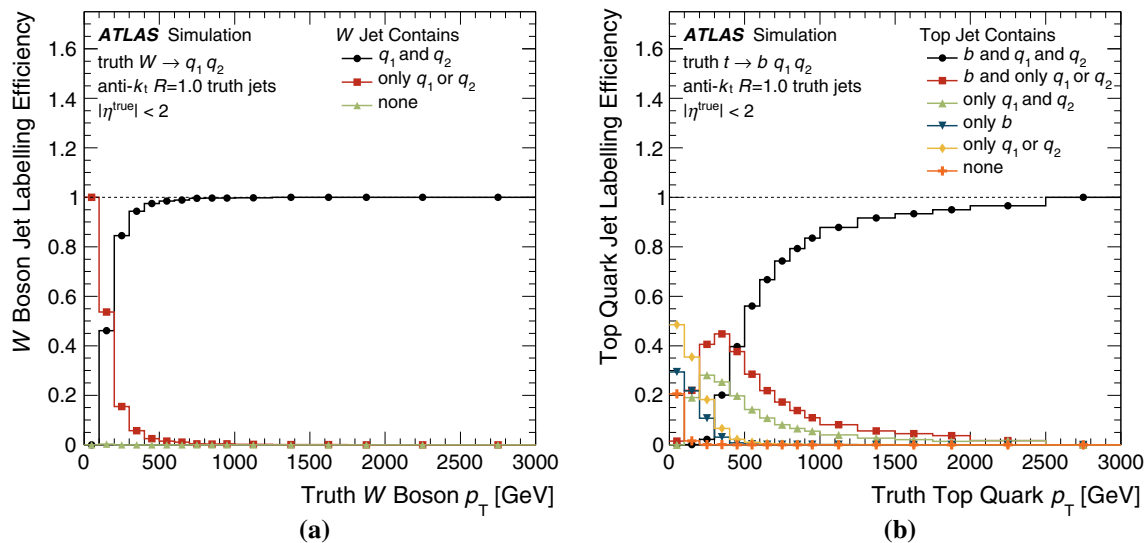 ATLAS Simulation
truth W → q1 q2
anti-kt R=1.0 truth jets
|ηtrue| < 2
W Jet Contains
q1 and q2
only q1 or q2
none
W Boson Jet Labelling Efficiency
1.6
1.4
1.2
1
0.8
0.6
0.4
0.2
0
0 500 1000 1500 2000 2500 3000
Truth W Boson pT [GeV]
(a)
ATLAS Simulation
truth t → b q1 q2
anti-kt R=1.0 truth jets
|ηtrue| < 2
Top Jet Contains
b and q1 and q2
b and only q1 or q2
only q1 and q2
only b
only q1 or q2
none
Top Quark Jet Labelling Efficiency
1.6
1.4
1.2
1
0.8
0.6
0.4
0.2
0
0 500 1000 1500 2000 2500 3000
Truth Top Quark pT [GeV]
(b)